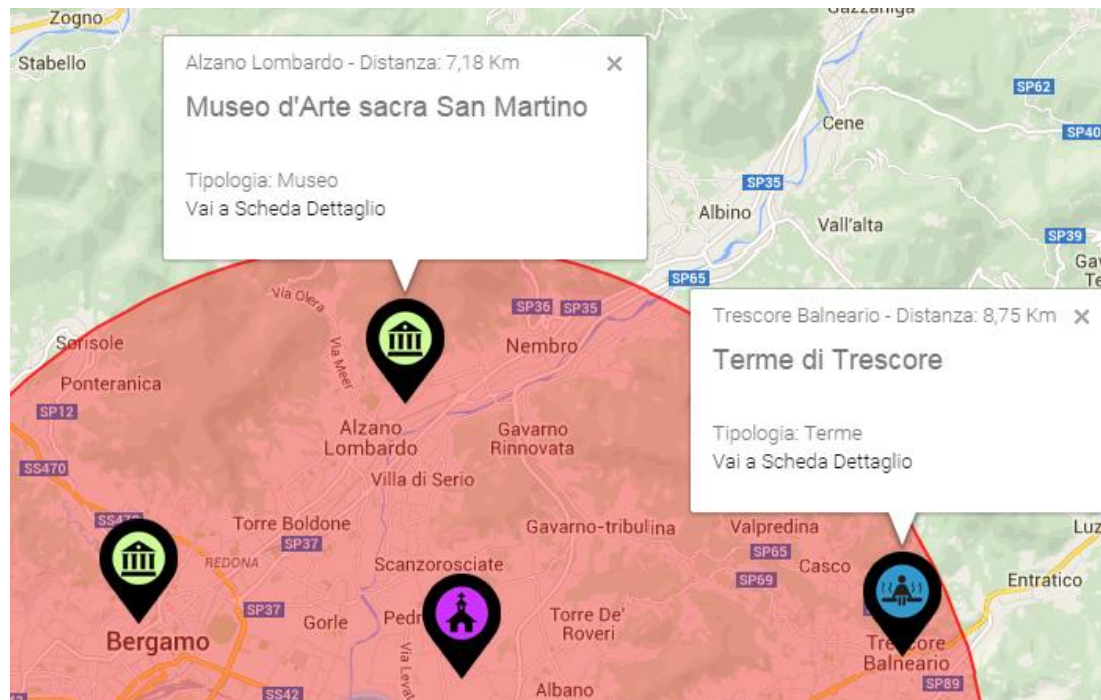 Zogno
Stabello
Alzano Lombardo - Distanza: 7,18 Km
Museo d'Arte sacra San Martino
Tipologia: Museo
Vai a Scheda Dettaglio
SP62
Cene
SP40
SP35
Albino
Vall'alta
SP39
SP65
Via Olera
SP36
SP35
Sorisole
Via Meer
Nembro
Ponteranica
SP12
Trescore Balneario - Distanza: 8,75 Km
Terme di Trescore
Tipologia: Terme
Vai a Scheda Dettaglio
Alzano
Lombardo
Gavarno
Rinnovata
SS470
Villa di Serio
SS470
Torre Boldone
SP37
Gavarno-tribulina
Valpredina
SP65
Casco
REDONA
Scanzorosciate
SP69
Entratico
SP37
Gorle
Torre De'
Roveri
Bergamo
Trescore
Balneario
SP89
SS42
Albano